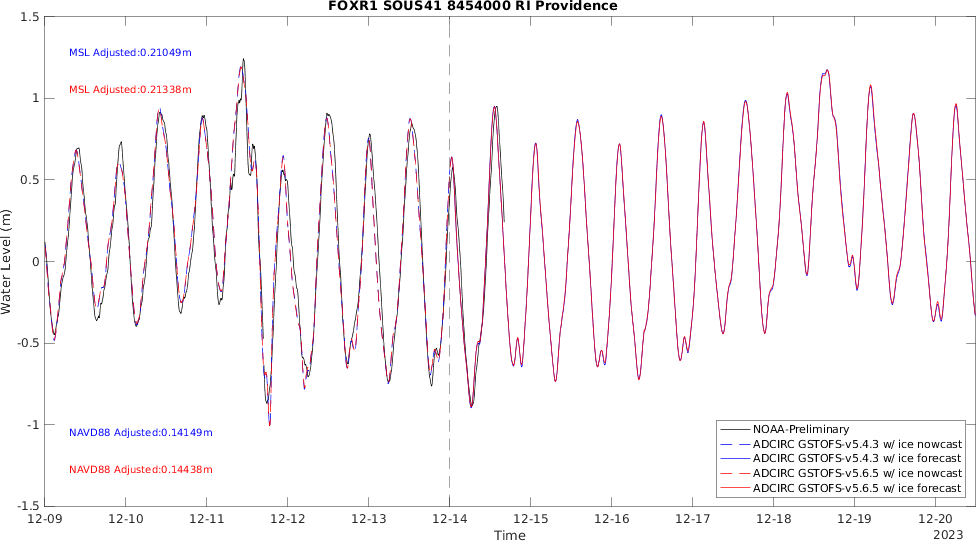 FOXR1 SOUS41 8454000 RI Providence
1.5
MSL Adjusted:0.21049m
MSL Adjusted:0.21338m
1
0.5
0
-0.5
-1
-1.5
Water Level (m)
NAVD88 Adjusted:0.14149m
NAVD88 Adjusted:0.14438m
NOAA-Preliminary
ADCIRC GSTOFS-v5.4.3 w/ ice nowcast
ADCIRC GSTOFS-v5.4.3 w/ ice forecast
ADCIRC GSTOFS-v5.6.5 w/ ice nowcast
ADCIRC GSTOFS-v5.6.5 w/ ice forecast
12-09 12-10 12-11 12-12 12-13 12-14 12-15 12-16 12-17 12-18 12-19 12-20
Time
2023